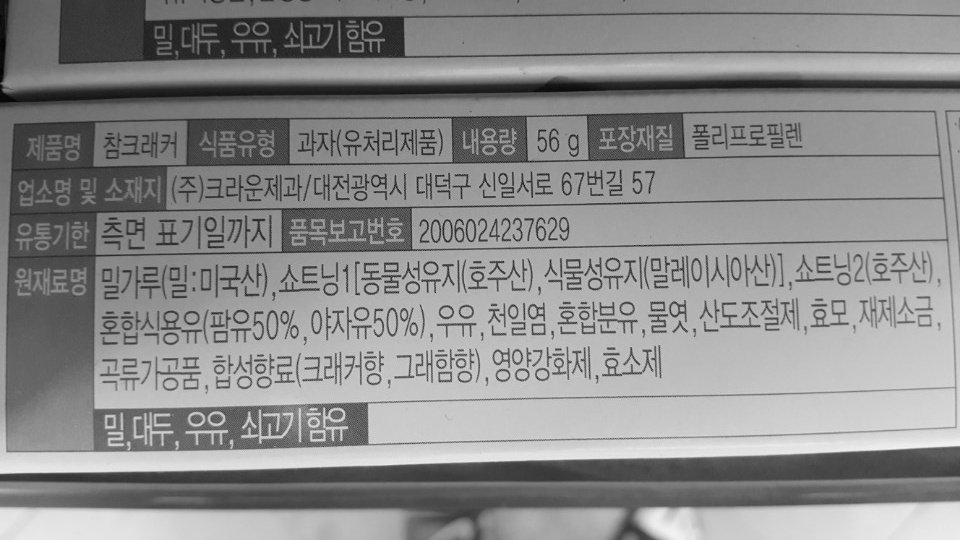 밀,대두, 우유, 쇠고기 함유
제품명 참크래커 식품유형 과자(유처리제품) 내용량 56 g 포장재질 폴리프로필렌
업소명 및 소재지 (주)크라운제과/대전광역시 대덕구 신일서로 67번길 57
유통기한 측면 표기일까지 품목보고번호 2006024237629
원재료명 밀가루(밀:미국산),쇼트닝1[동물성유지(호주산),식물성유지(말레이시아산)],쇼트닝2(호주산),
혼합식용유(팜유50%, 야자유50%),우유,천일염,혼합분유,물엿,산도조절제,효모,재제소금,
곡류가공품,합성향료(크래커향,그래함향),영양강화제,효소제
밀,대두, 우유, 쇠고기 함유